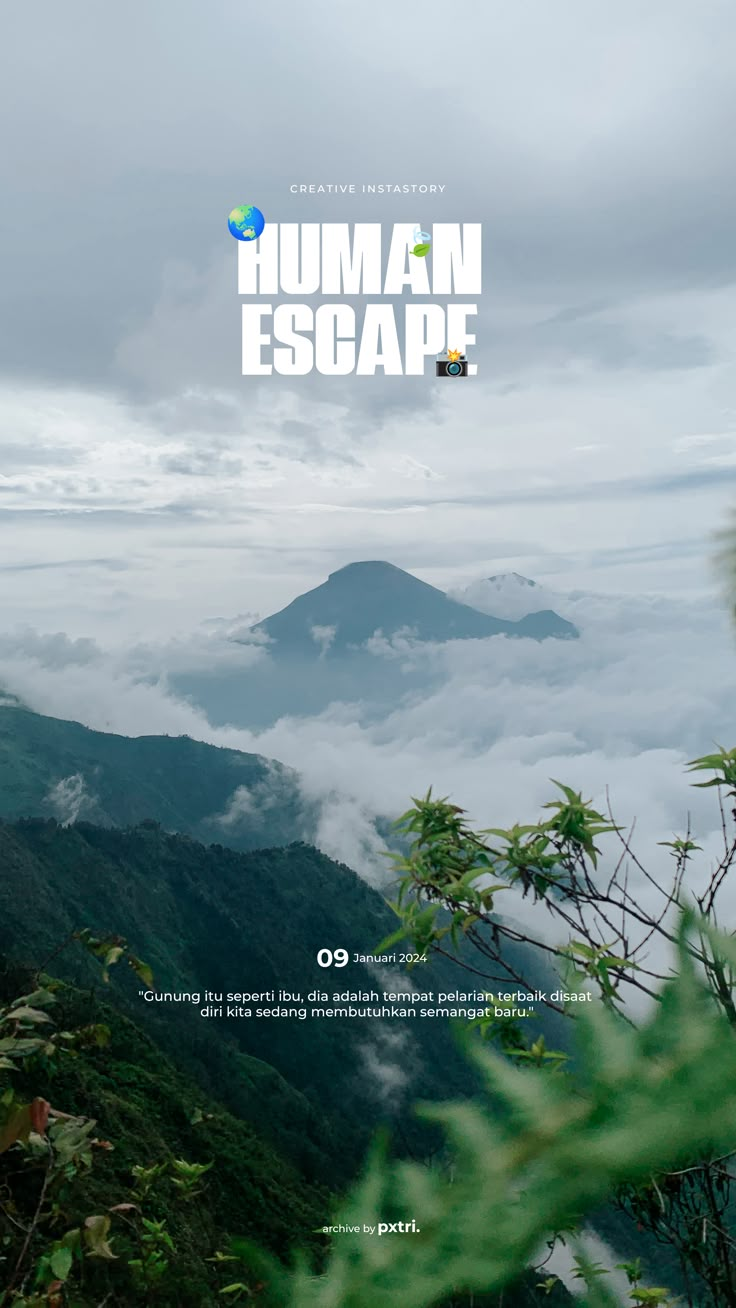 CREATIVE INSTASTORY
HUMAN
ESCAPE
09 Januari 2024
"Gunung itu seperti ibu, dia adalah tempat pelarian terbaik disaat
diri kita sedang membutuhkan semangat baru."
archive by pxtri.